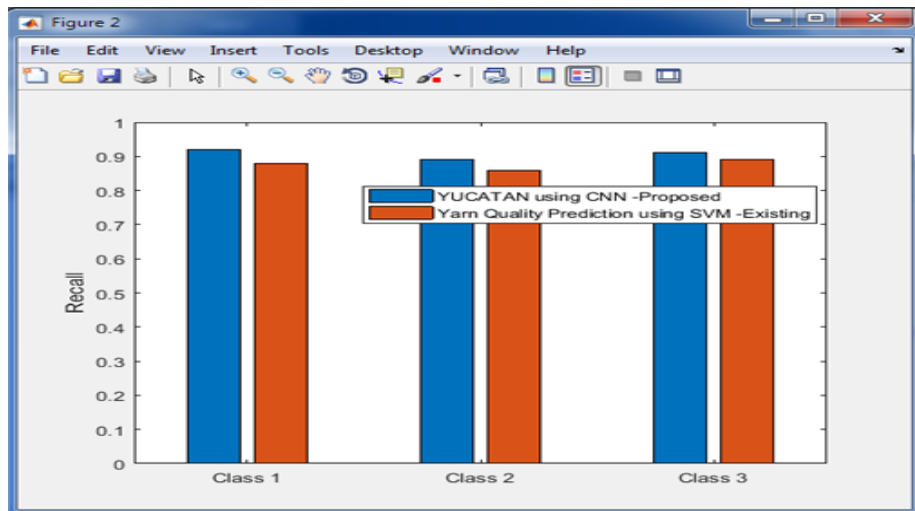 Figure 2
File Edit View Insert Tools Desktop Window Help
1
0.9
0.8
0.7
0.6
0.5
0.4
0.3
0.2
0.1
0
Recall
YUCATAN using CNN -Proposed
Yarn Quality Prediction using SVM -Existing
Class 1 Class 2 Class 3